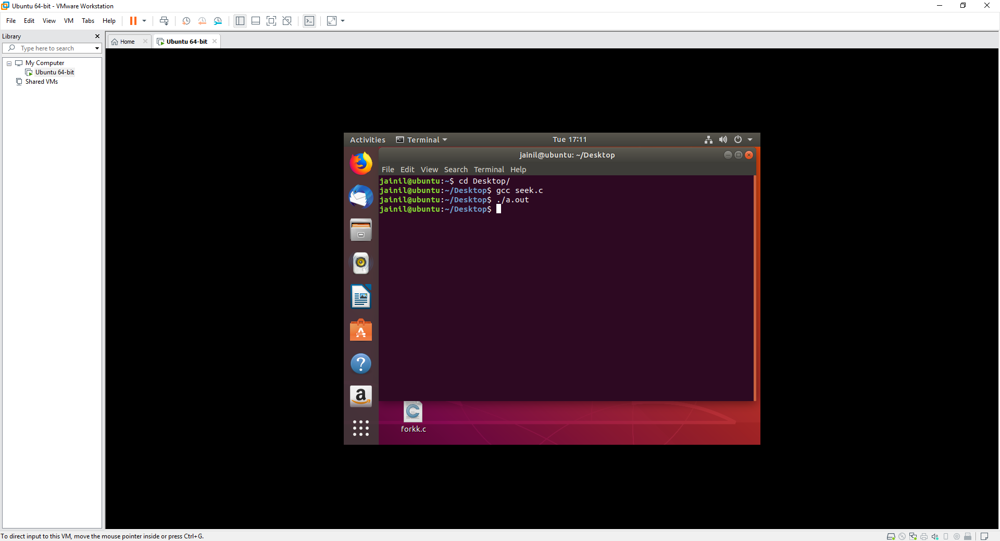 Ubuntu 64-bit - VMware Workstation
File Edit View VM Tabs Help
Library
Type here to search
My Computer
Ubuntu 64-bit
Shared VMs
Home
Ubuntu 64-bit
Activities Terminal Tue 17:11
jainil@ubuntu: ~/Desktop
File Edit View Search Terminal Help
jainil@ubuntu:~$ cd Desktop/
jainil@ubuntu:~/Desktop$ gcc seek.c
jainil@ubuntu:~/Desktop$ ./a.out
jainil@ubuntu:~/Desktop$
forkk.c
To direct input to this VM, move the mouse pointer inside or press Ctrl+G.